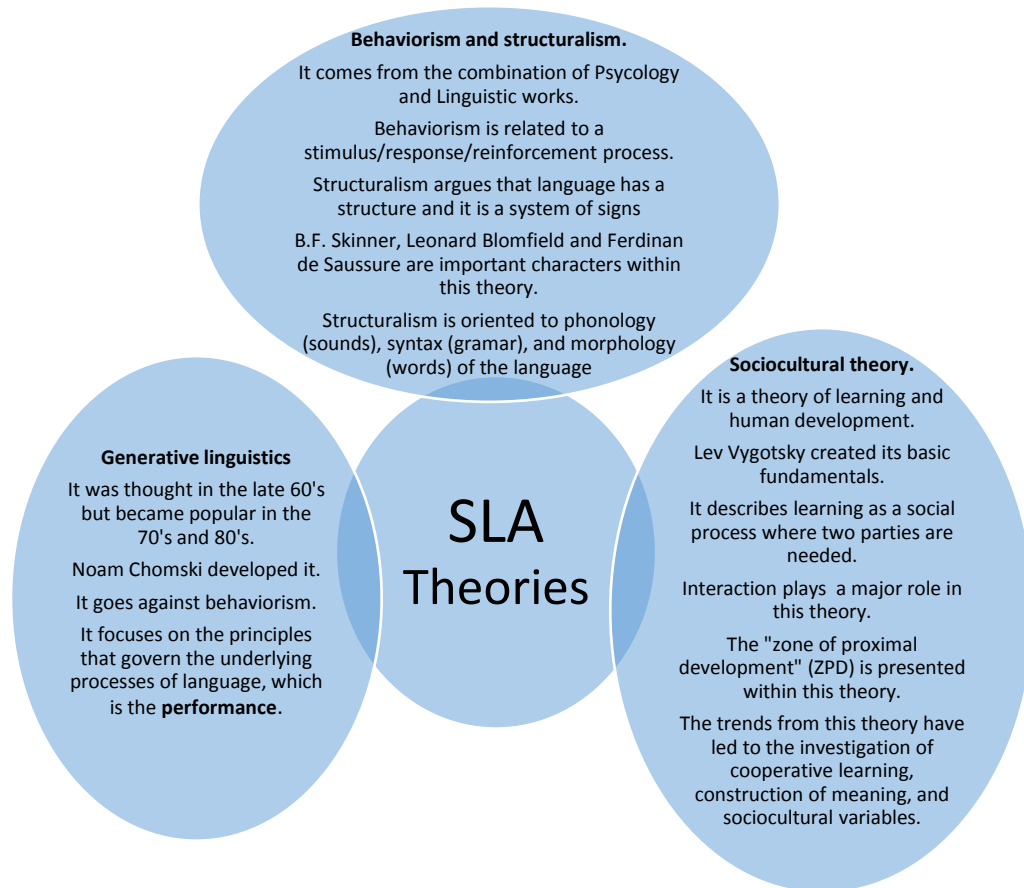 Behaviorism and structuralism.
It comes from the combination of Psycology
and Linguistic works.
Behaviorism is related to a
stimulus/response/reinforcement process.
Structuralism argues that language has a
structure and it is a system of signs
B.F. Skinner, Leonard Blomfield and Ferdinan
de Saussure are important characters within
this theory.
Structuralism is oriented to phonology
(sounds), syntax (gramar), and morphology
(words) of the language
Generative linguistics
It was thought in the late 60's
but became popular in the
70's and 80's.
Noam Chomski developed it.
It goes against behaviorism.
It focuses on the principles
that govern the underlying
processes of language, which
is the performance.
SLA
Theories
Sociocultural theory.
It is a theory of learning and
human development.
Lev Vygotsky created its basic
fundamentals.
It describes learning as a social
process where two parties are
needed.
Interaction plays a major role in
this theory.
The "zone of proximal
development" (ZPD) is presented
within this theory.
The trends from this theory have
led to the investigation of
cooperative learning,
construction of meaning, and
sociocultural variables.